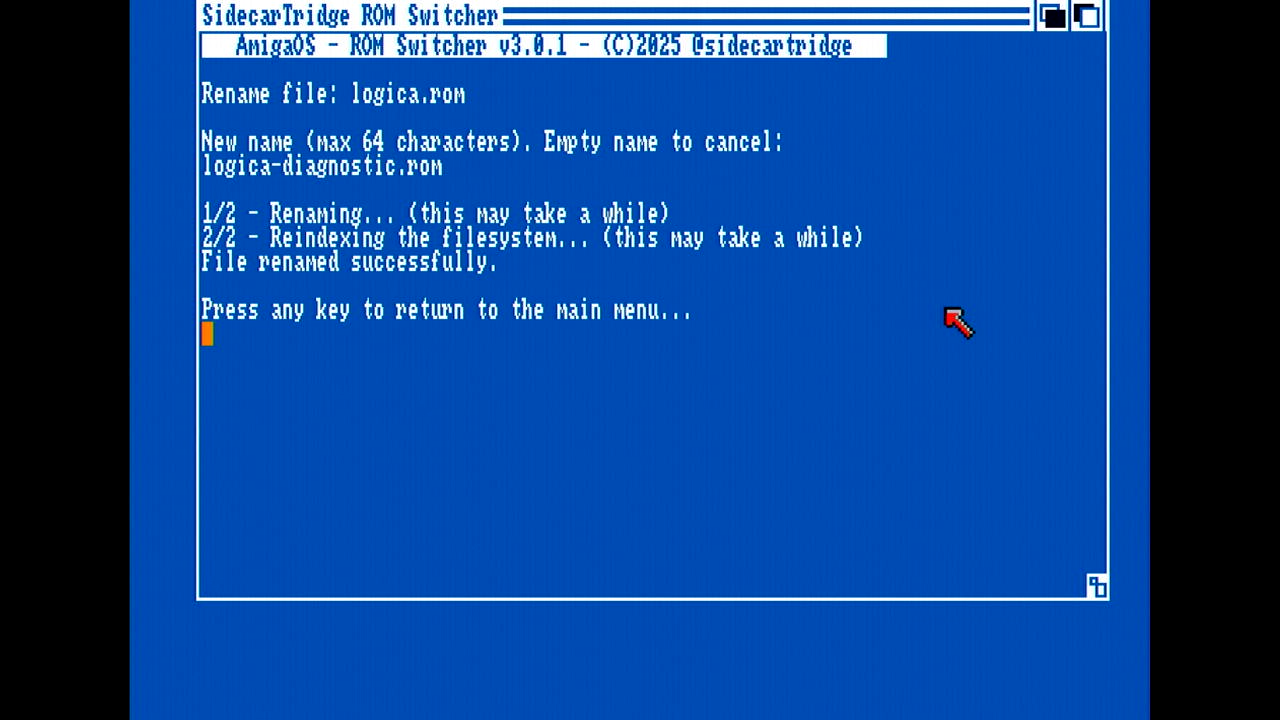 SidecarTridge ROM Switcher
AmigaOS - ROM Switcher v3.0.1 - (C)2025 @sidecartridge
Rename file: logica.rom
New name (max 64 characters). Empty name to cancel:
logica-diagnostic.rom
1/2 - Renaming... (this may take a while)
2/2 - Reindexing the filesystem... (this may take a while)
File renamed successfully.
Press any key to return to the main menu...